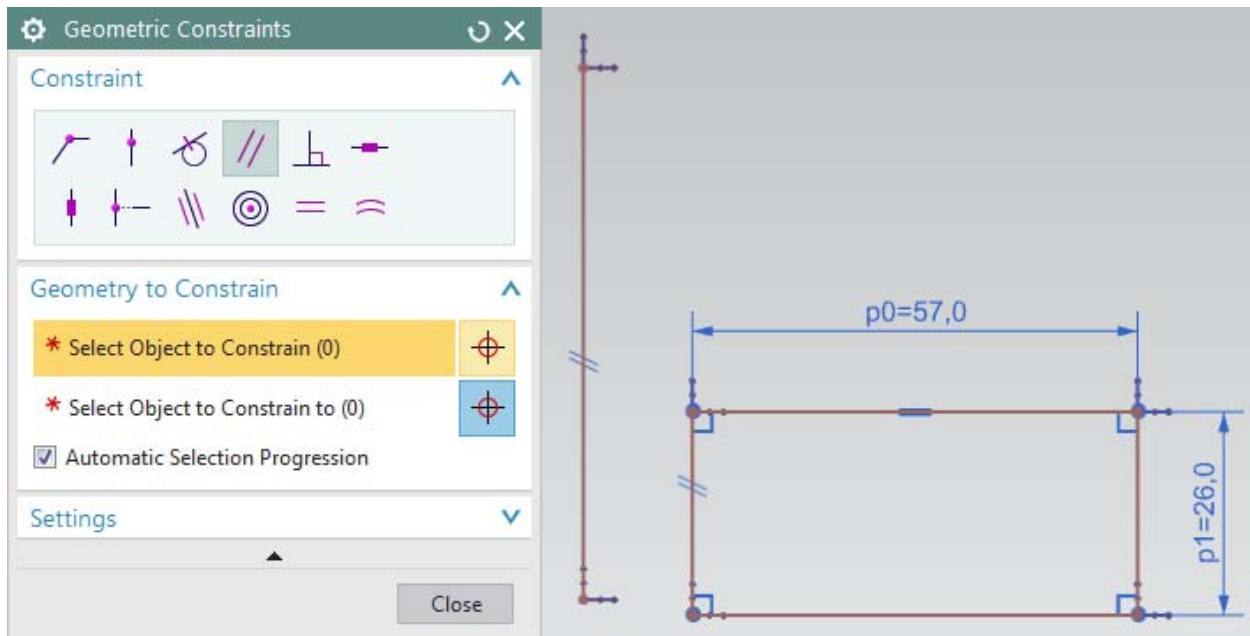 Geometric Constraints
Constraint
Geometry to Constrain
* Select Object to Constrain (0)
* Select Object to Constrain to (0)
Automatic Selection Progression
Settings
Close
p0=57,0
p1=26,0